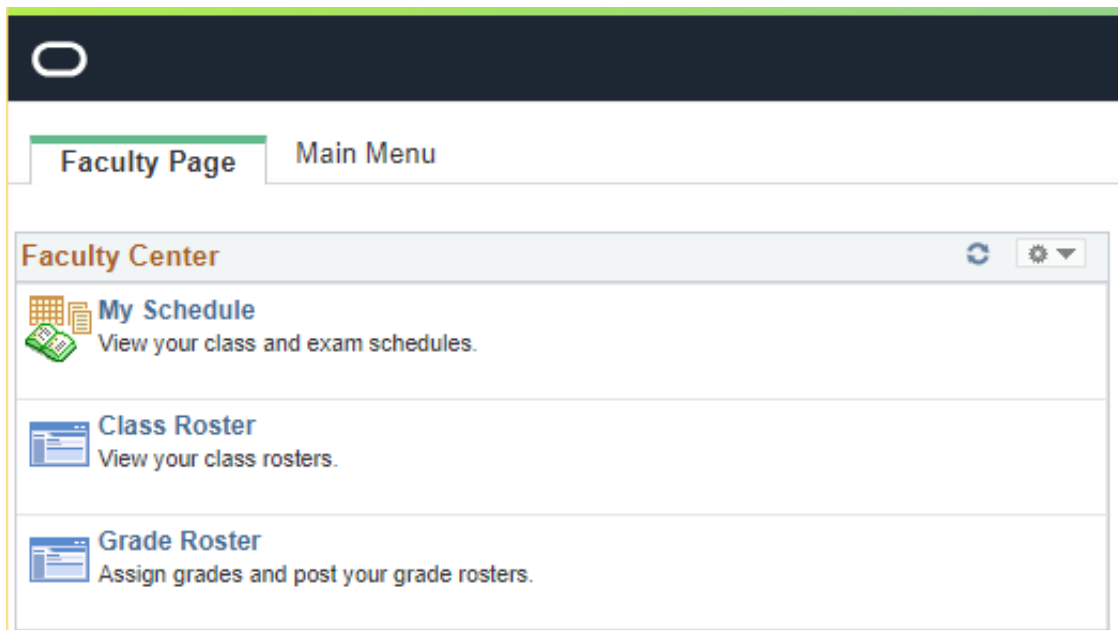 Faculty Page
Main Menu
Faculty Center
My Schedule
View your class and exam schedules.
Class Roster
View your class rosters.
Grade Roster
Assign grades and post your grade rosters.